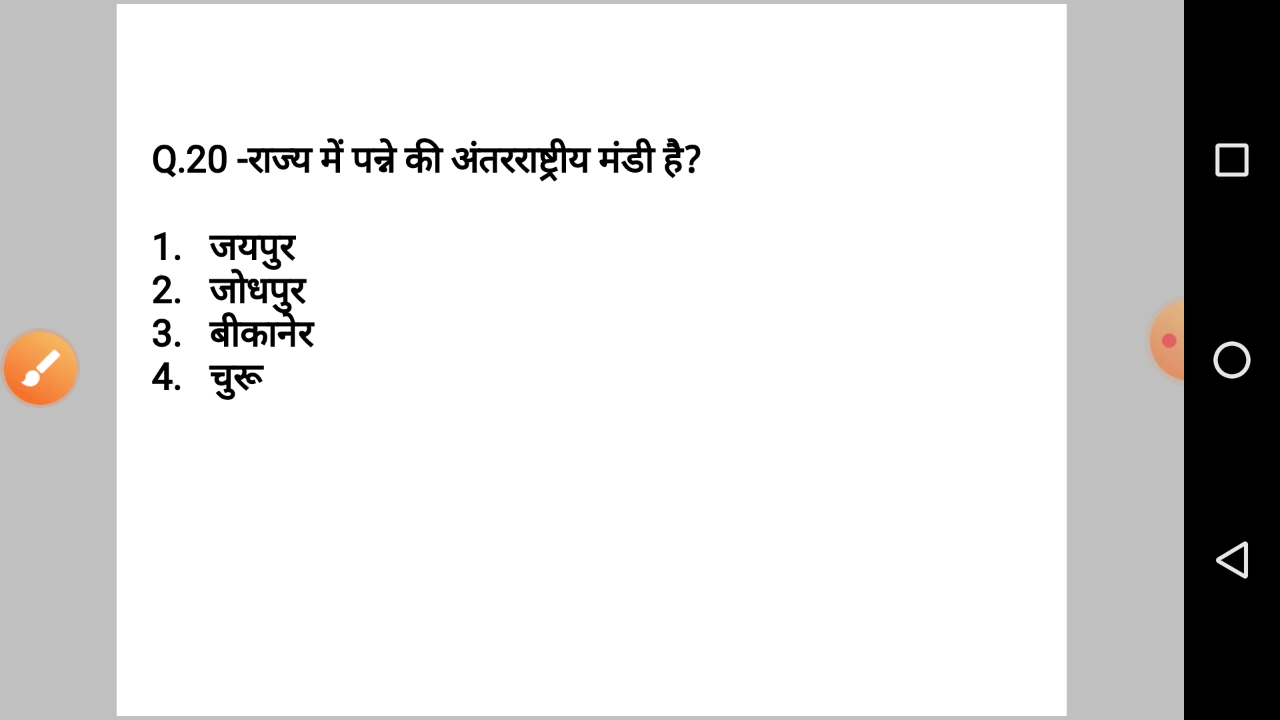 Q.20 -राज्य में पन्ने की अंतरराष्ट्रीय मंडी है?
1. जयपुर
2. जोधपुर
3. बीकानेर
4. चुरू